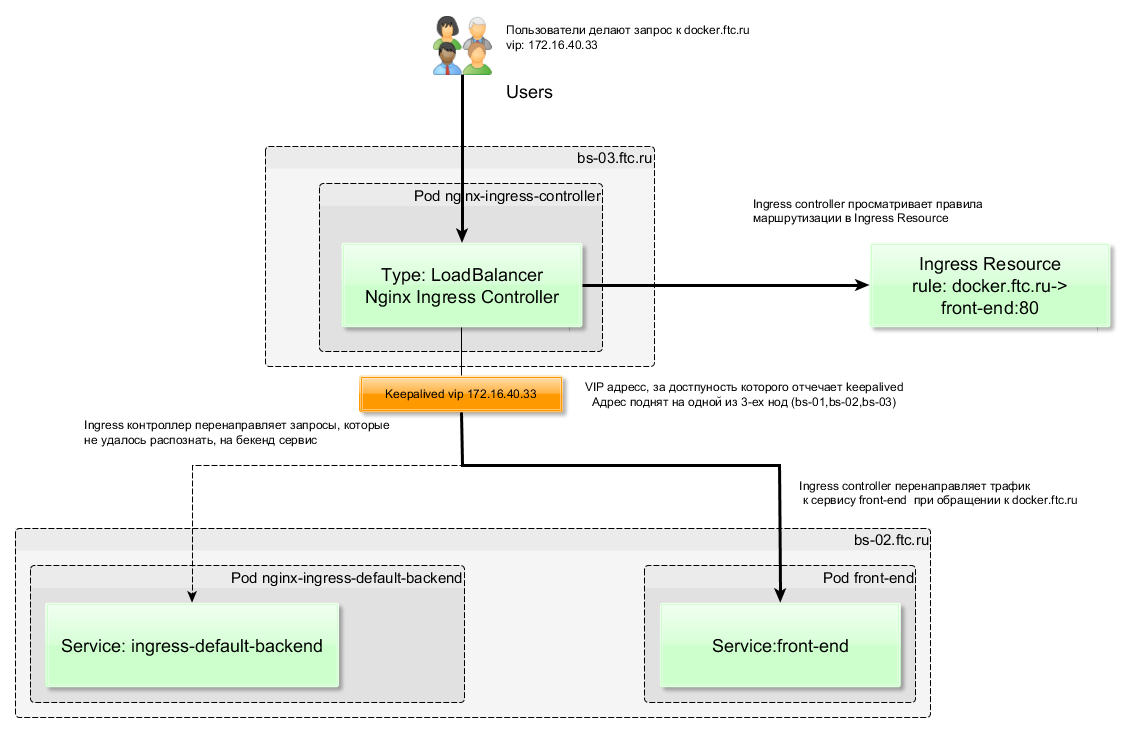 Пользователи делают запрос к docker.ftc.ru
vip: 172.16.40.33
Users
bs-03.ftc.ru
Pod nginx-ingress-controller
Type: LoadBalancer
Nginx Ingress Controller
Ingress controller просматривает правила
маршрутизации в Ingress Resource
Ingress Resource
rule: docker.ftc.ru->
front-end:80
Keepalived vip 172.16.40.33
VIP адресс, за достпуность которого отчечает keepalived
Адрес поднят на одной из 3-ех нод (bs-01,bs-02,bs-03)
Ingress контроллер перенаправляет запросы, которые
не удалось распознать, на бекенд сервис
Ingress controller перенаправляет трафик
к сервису front-end при обращении к docker.ftc.ru
bs-02.ftc.ru
Pod nginx-ingress-default-backend
Service: ingress-default-backend
Pod front-end
Service:front-end